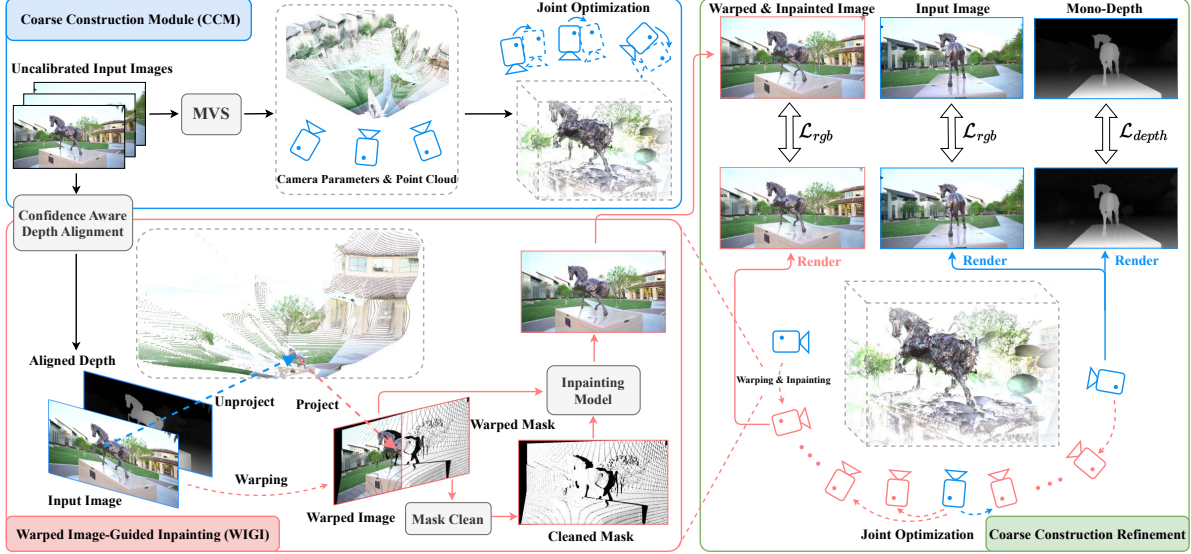 Coarse Construction Module (CCM)
Uncalibrated Input Images
MVS
Camera Parameters & Point Cloud
Joint Optimization
Confidence Aware
Depth Alignment
Aligned Depth
Unproject
Project
Input Image
Warping
Warped Image
Warped Mask
Mask Clean
Cleaned Mask
Inpainting
Model
Warped Image-Guided Inpainting (WIGI)
Warped & Inpainted Image
Input Image
Mono-Depth
ℒrgb
ℒrgb
ℒdepth
Render
Render
Render
Warping & Inpainting
Joint Optimization
Coarse Construction Refinement